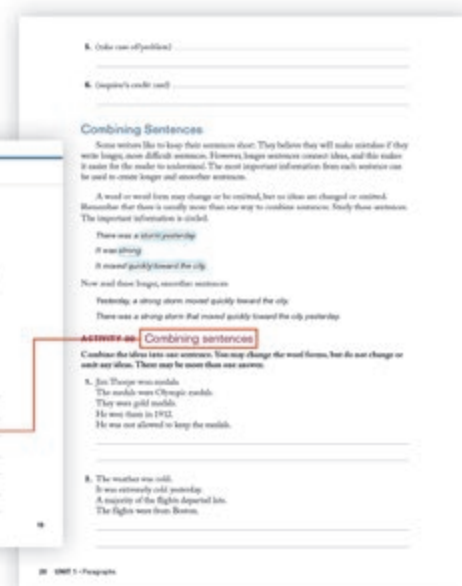 5. (take care of/problem)
6. (require/a credit card)
Combining Sentences
Some writers like to keep their sentences short. They believe they will make mistakes if they
write longer, more difficult sentences. However, longer sentences connect ideas, and this makes
it easier for the reader to understand. The most important information from each sentence can
be used to create longer and smoother sentences.
A word or word form may change or be omitted, but no ideas are changed or omitted.
Remember that there is usually more than one way to combine sentences. Study these sentences.
The important information is circled.
There was a storm yesterday.
It was strong.
It moved quickly toward the city.
Now read these longer, smoother sentences:
Yesterday, a strong storm moved quickly toward the city.
There was a strong storm that moved quickly toward the city yesterday.
ACTIVITY Combining sentences
Combine the ideas into one sentence. You may change the word forms, but do not change or
omit any ideas. There may be more than one answer.
1. Jim Thorpe won medals.
The medals were Olympic medals.
They were gold medals.
He won them in 1912.
He was not allowed to keep the medals.
2. The weather was cold.
It was extremely cold yesterday.
A majority of the flights departed late.
The flights were from Boston.
20 UNIT 1 • Paragraphs